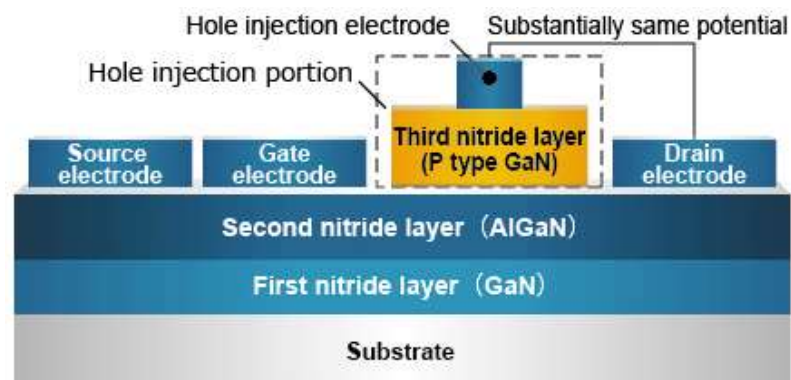 Hole injection electrode
Substantially same potential
Hole injection portion
Third nitride layer
(P type GaN)
Source
electrode
Gate
electrode
Drain
electrode
Second nitride layer（AlGaN）
First nitride layer（GaN）
Substrate